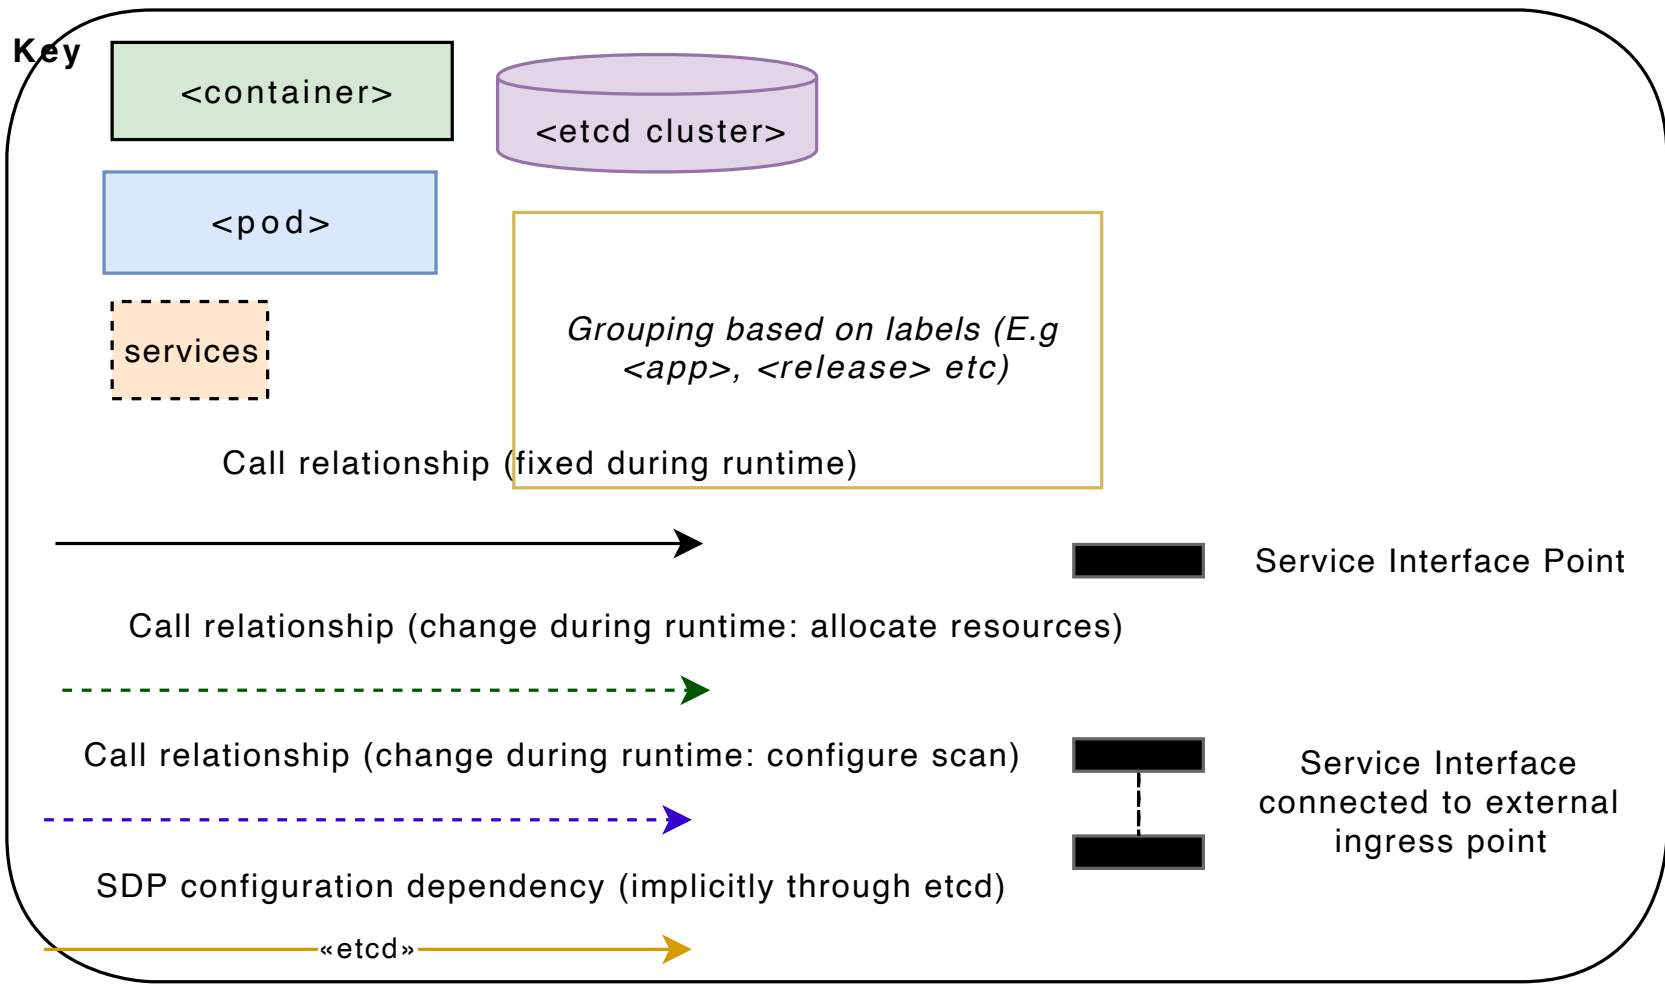 Key
<container>
<etcd cluster>
<pod>
services
Grouping based on labels (E.g
<app>, <release> etc)
Call relationship (fixed during runtime)
Service Interface Point
Call relationship (change during runtime: allocate resources)
Call relationship (change during runtime: configure scan)
Service Interface
connected to external
ingress point
SDP configuration dependency (implicitly through etcd)
«etcd»